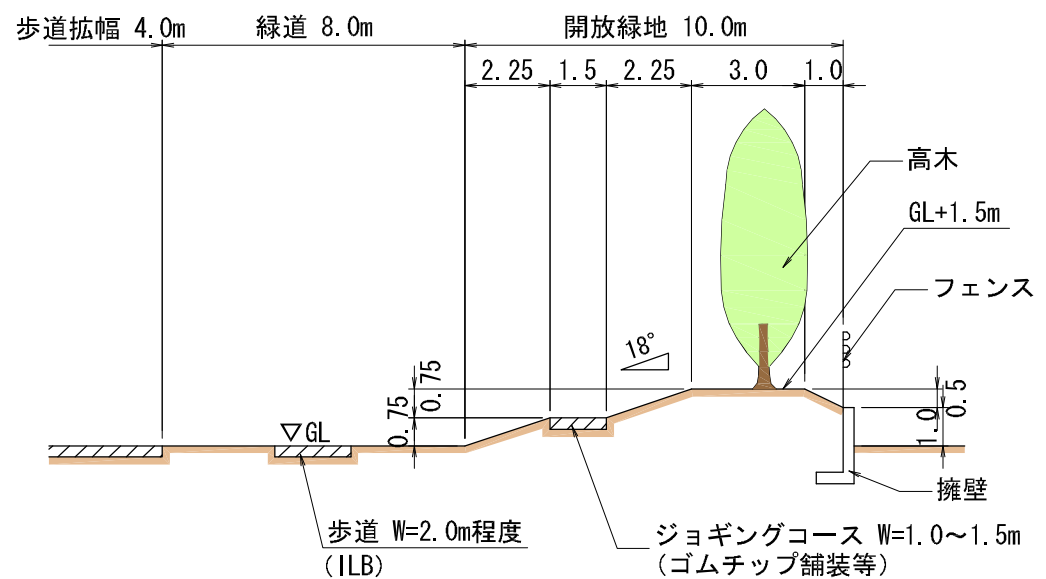 歩道拡幅 4.0m
緑道 8.0m
開放緑地 10.0m
2.25
1.5
2.25
3.0
1.0
高木
GL+1.5m
フェンス
18°
0.75
0.75
0.5
1.0
▽GL
擁壁
歩道 W=2.0m程度
(ILB)
ジョギングコース W=1.0～1.5m
(ゴムチップ舗装等)